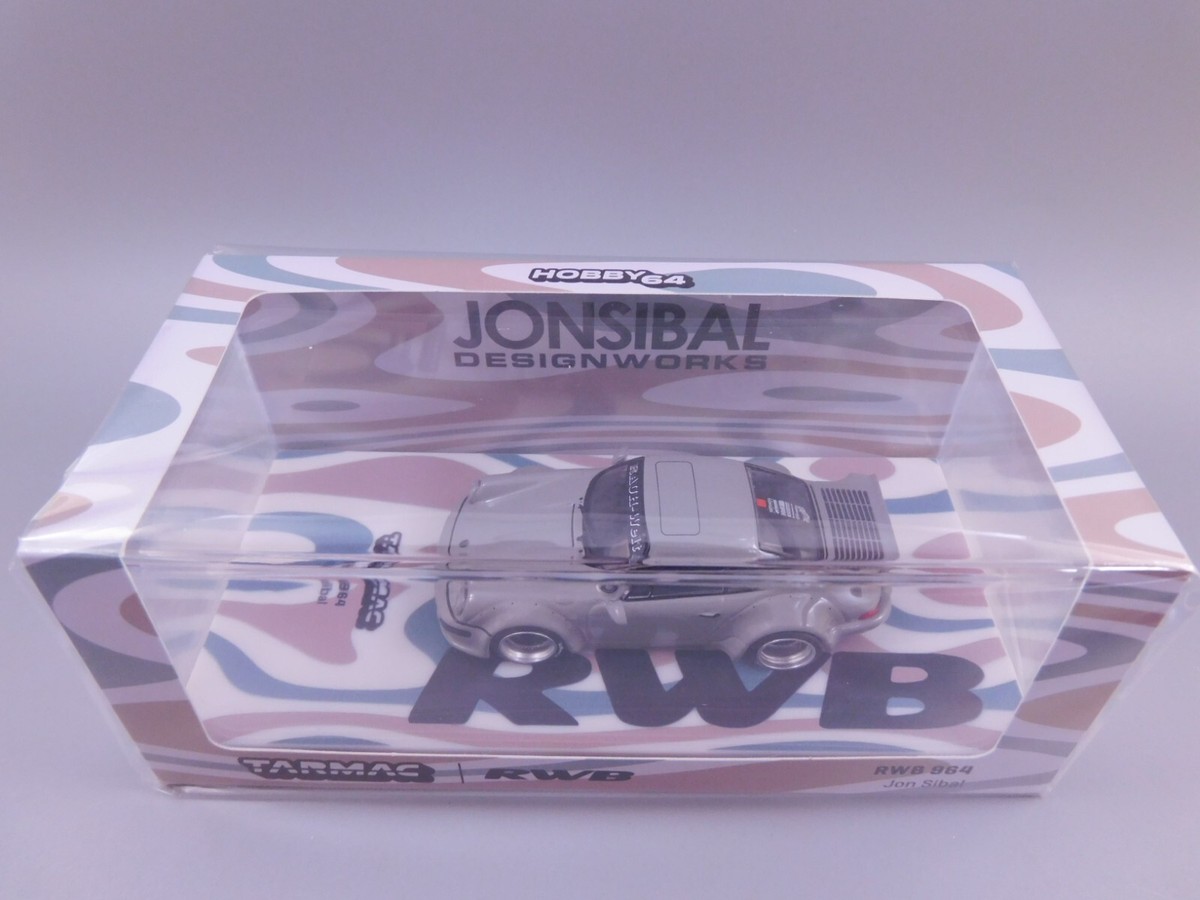 HOBBY64
JONSIBAL
DESIGNWORKS
RAUH-Welt
RWB
TARMAC | RWB
RWB 964
Jon Sibal